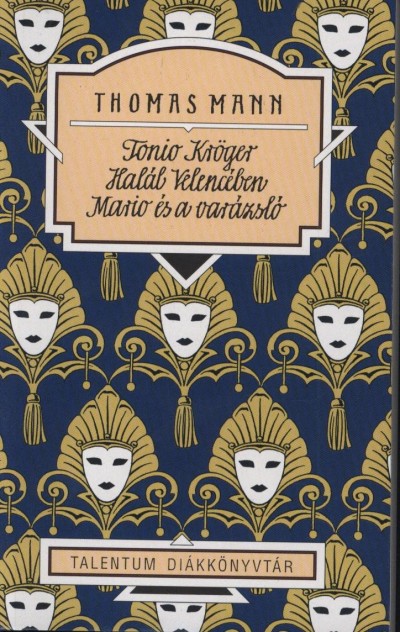 THOMAS MANN
Tonio Kröger
Halál Velencében
Mario és a varázsló
TALENTUM DIÁKKÖNYVTÁR